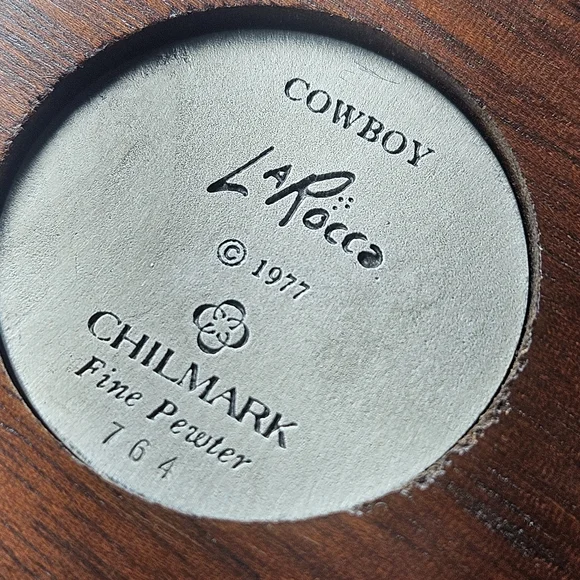 COWBOY
LaRocca
© 1977
CHILMARK
Fine Pewter
764